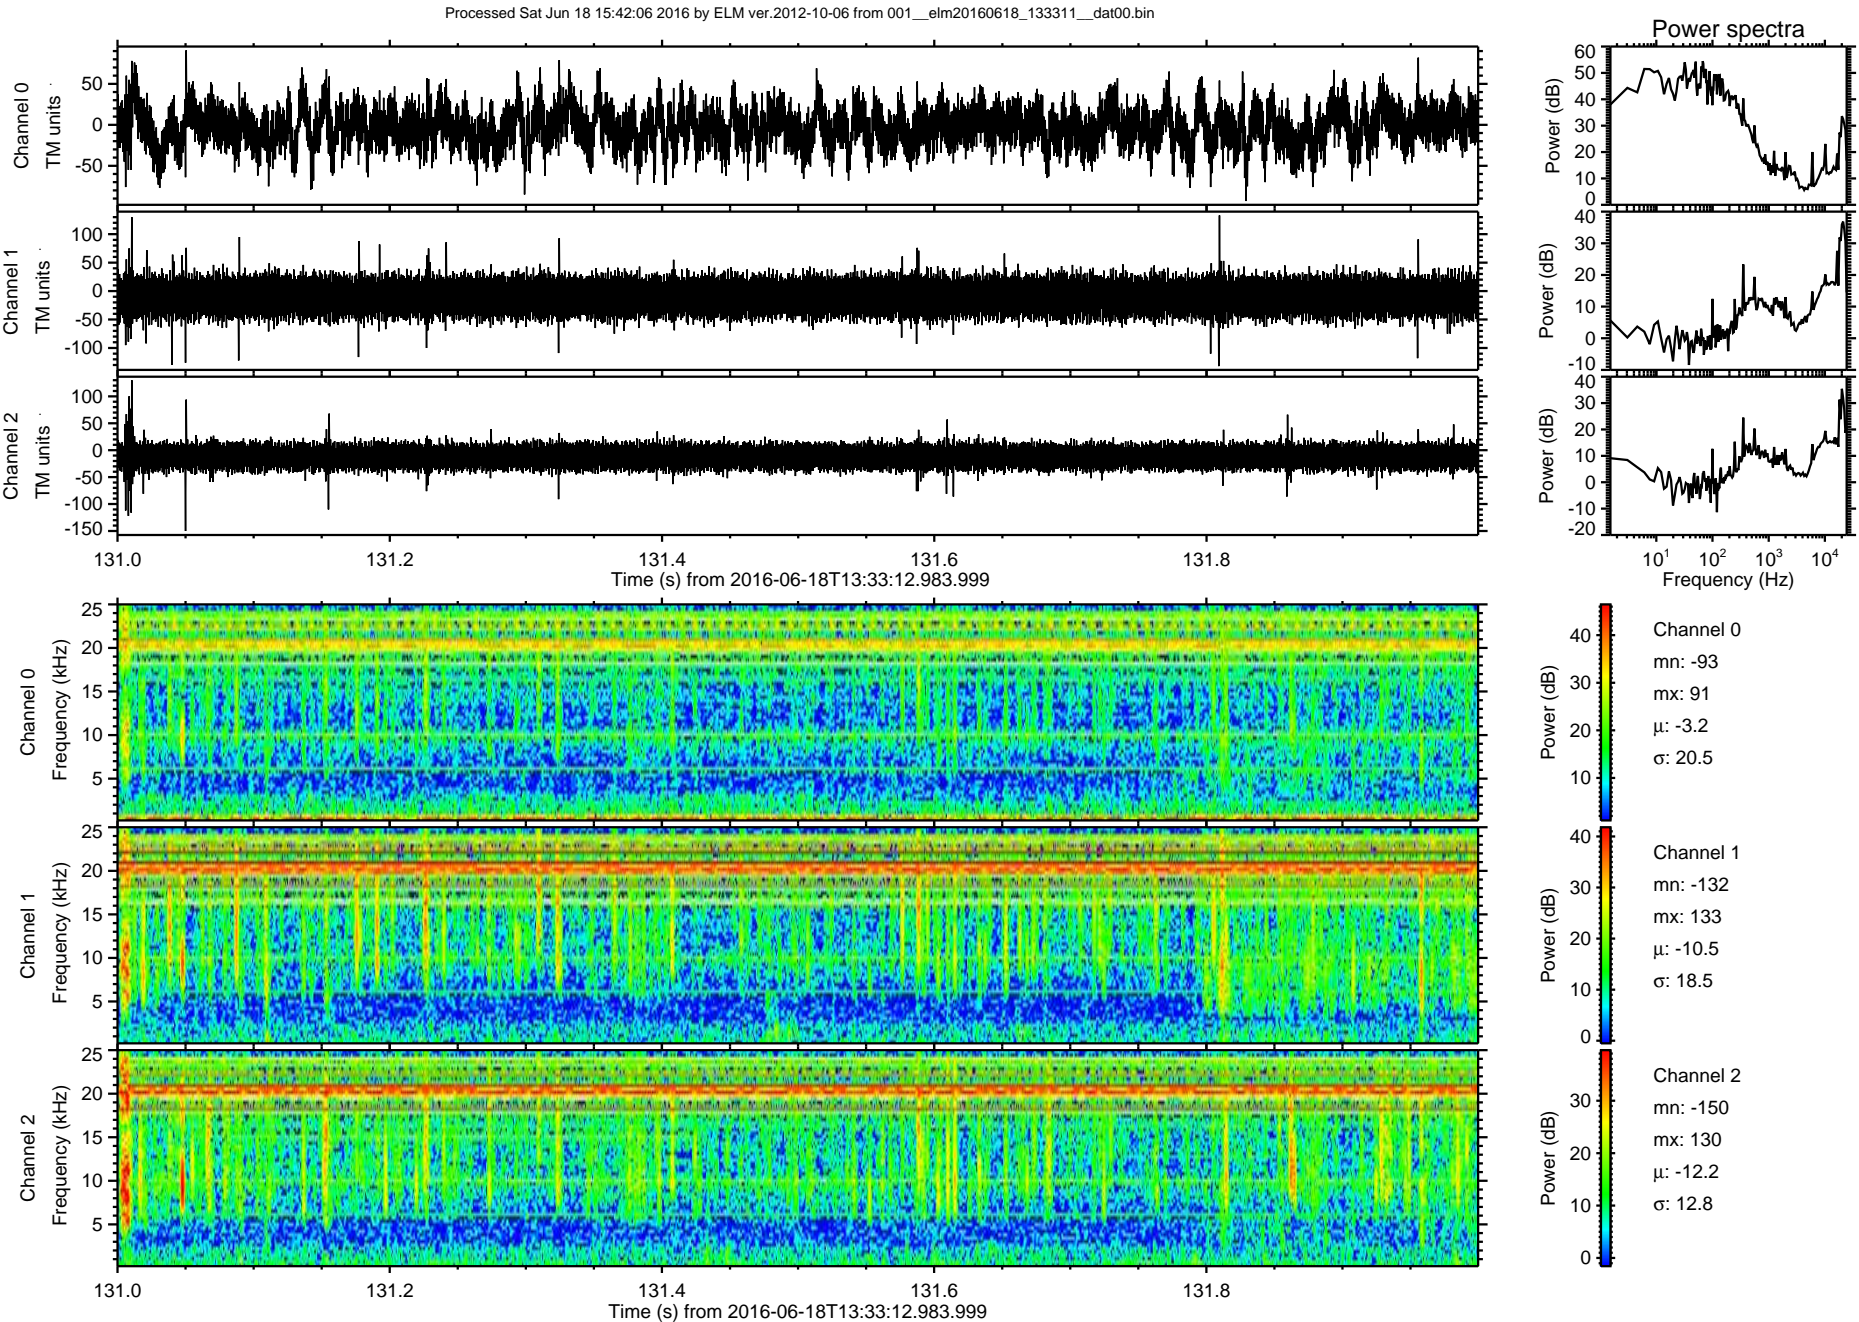 Processed Sat Jun 18 15:42:06 2016 by ELM ver.2012-10-06 from 001__elm20160618_133311__dat00.bin
Power spectra
Channel 0
TM units
50
0
-50
Power (dB)
60
50
40
30
20
10
0
Channel 1
TM units
100
50
0
-50
-100
Power (dB)
40
30
20
10
0
-10
Channel 2
TM units
100
50
0
-50
-100
-150
Power (dB)
40
30
20
10
0
-10
-20
131.0 131.2 131.4 131.6 131.8
Time (s) from 2016-06-18T13:33:12.983.999
10^1 10^2 10^3 10^4
Frequency (Hz)
Channel 0
Frequency (kHz)
25
20
15
10
5
Power (dB)
40
30
20
10
Channel 0
mn: -93
mx: 91
µ: -3.2
σ: 20.5
Channel 1
Frequency (kHz)
25
20
15
10
5
Power (dB)
40
30
20
10
0
Channel 1
mn: -132
mx: 133
µ: -10.5
σ: 18.5
Channel 2
Frequency (kHz)
25
20
15
10
5
Power (dB)
30
20
10
0
Channel 2
mn: -150
mx: 130
µ: -12.2
σ: 12.8
131.0 131.2 131.4 131.6 131.8
Time (s) from 2016-06-18T13:33:12.983.999